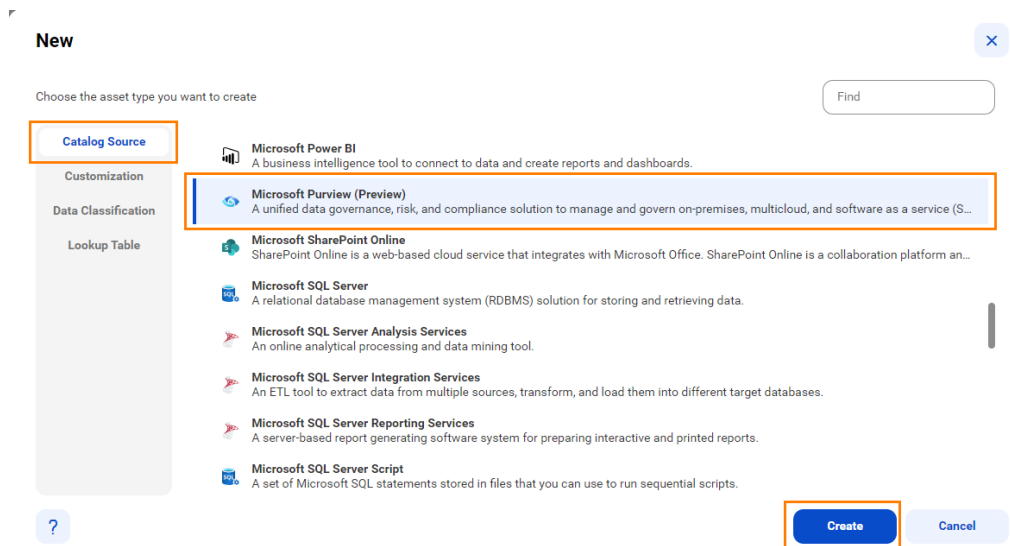 New
Choose the asset type you want to create
Find
Catalog Source
Customization
Data Classification
Lookup Table
Microsoft Power BI
A business intelligence tool to connect to data and create reports and dashboards.
Microsoft Purview (Preview)
A unified data governance, risk, and compliance solution to manage and govern on-premises, multicloud, and software as a service (S...
Microsoft SharePoint Online
SharePoint Online is a web-based cloud service that integrates with Microsoft Office. SharePoint Online is a collaboration platform an...
Microsoft SQL Server
A relational database management system (RDBMS) solution for storing and retrieving data.
Microsoft SQL Server Analysis Services
An online analytical processing and data mining tool.
Microsoft SQL Server Integration Services
An ETL tool to extract data from multiple sources, transform, and load them into different target databases.
Microsoft SQL Server Reporting Services
A server-based report generating software system for preparing interactive and printed reports.
Microsoft SQL Server Script
A set of Microsoft SQL statements stored in files that you can use to run sequential scripts.
?
Create
Cancel